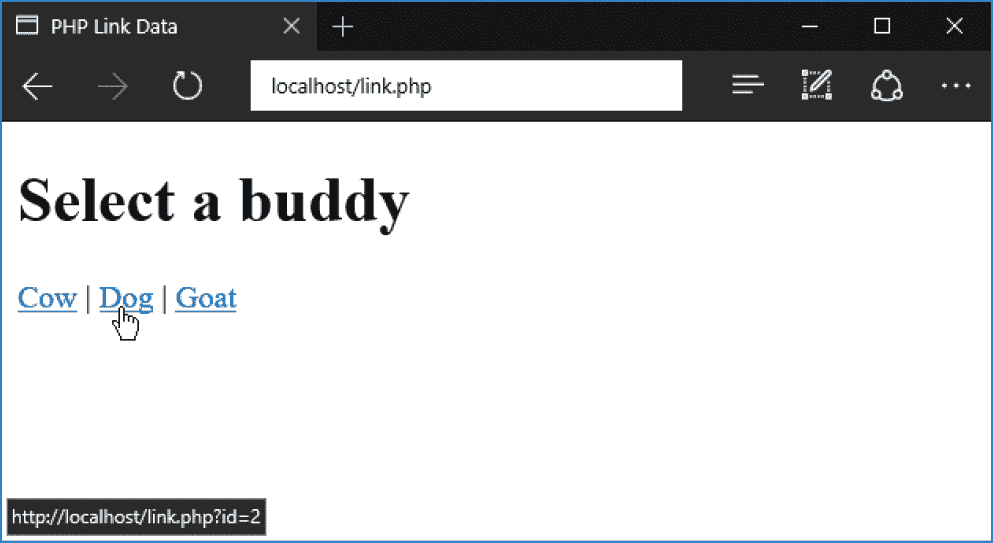 PHP Link Data
localhost/link.php
Select a buddy
Cow | Dog | Goat
http://localhost/link.php?id=2